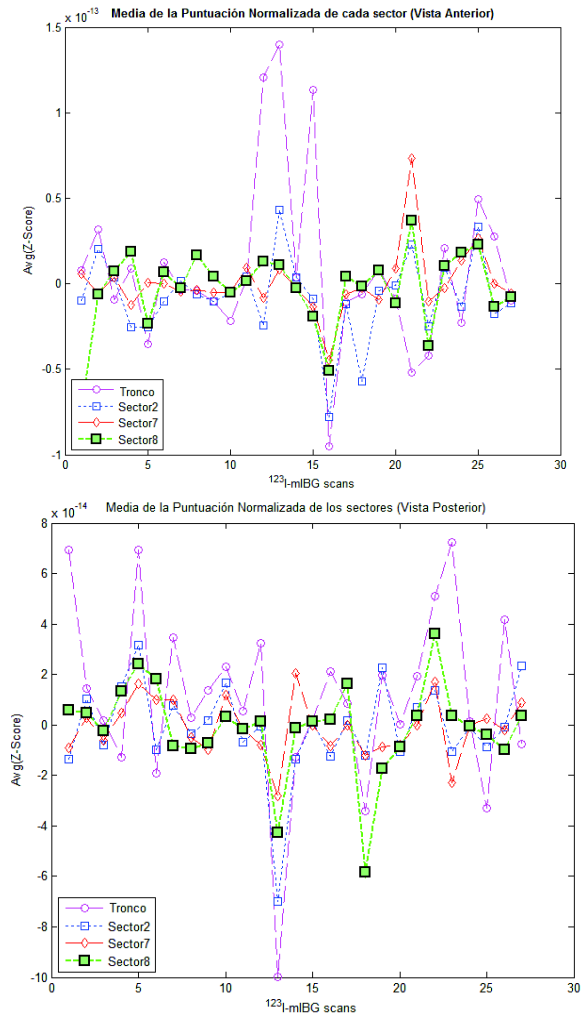 Media de la Puntuación Normalizada de cada sector (Vista Anterior)
x 10^-13
1.5
1
0.5
0
-0.5
-1
Avg(Z-Score)
Tronco
Sector2
Sector7
Sector8
0 5 10 15 20 25 30
¹²³I-mIBG scans
Media de la Puntuación Normalizada de los sectores (Vista Posterior)
x 10^-14
8
6
4
2
0
-2
-4
-6
-8
-10
Avg(Z-Score)
Tronco
Sector2
Sector7
Sector8
0 5 10 15 20 25 30
¹²³I-mIBG scans